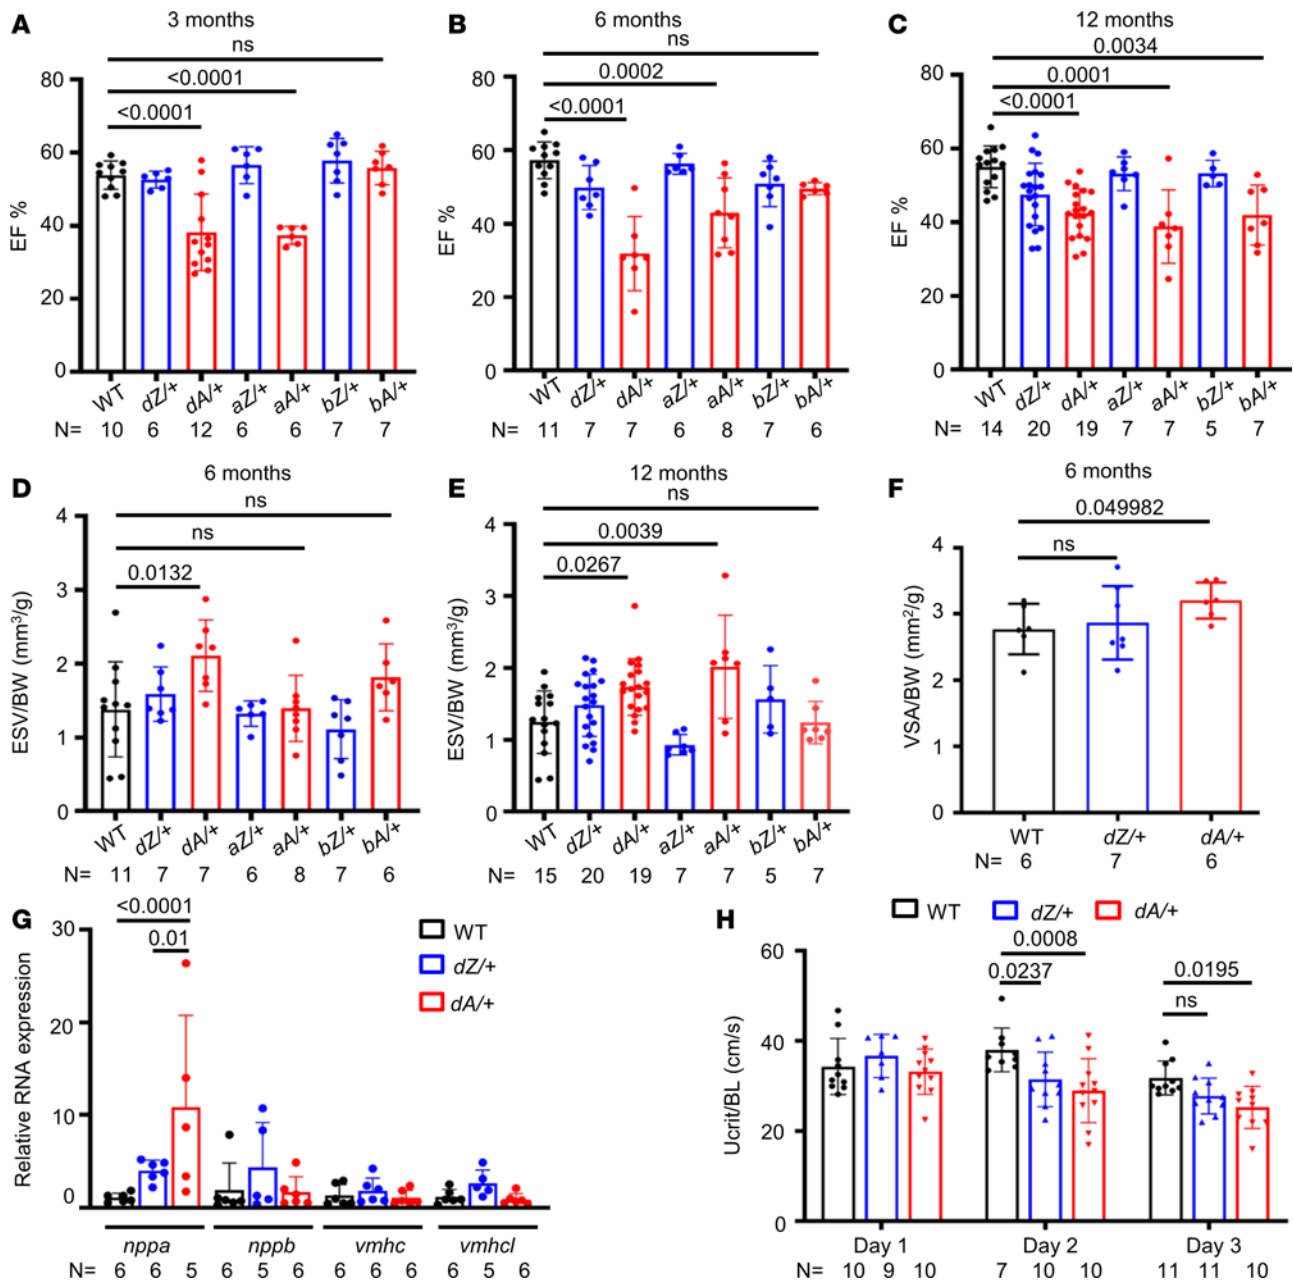 A
3 months
ns
<0.0001
<0.0001
80
60
40
20
0
EF %
WT
dZ/+
dA/+
aZ/+
aA/+
bZ/+
bA/+
N= 10 6 12 6 6 7 7
B
6 months
ns
0.0002
<0.0001
80
60
40
20
0
EF %
WT
dZ/+
dA/+
aZ/+
aA/+
bZ/+
bA/+
N= 11 7 7 6 8 7 6
C
12 months
0.0034
0.0001
<0.0001
80
60
40
20
0
EF %
WT
dZ/+
dA/+
aZ/+
aA/+
bZ/+
bA/+
N= 14 20 19 7 7 5 7
D
6 months
ns
ns
0.0132
4
3
2
1
0
ESV/BW (mm³/g)
WT
dZ/+
dA/+
aZ/+
aA/+
bZ/+
bA/+
N= 11 7 7 6 8 7 6
E
12 months
ns
0.0039
0.0267
4
3
2
1
0
ESV/BW (mm³/g)
WT
dZ/+
dA/+
aZ/+
aA/+
bZ/+
bA/+
N= 15 20 19 7 7 5 7
F
6 months
0.049982
ns
4
3
2
1
0
VSA/BW (mm²/g)
WT
dZ/+
dA/+
N= 6 7 6
G
<0.0001
0.01
30
20
10
0
Relative RNA expression
WT
dZ/+
dA/+
nppa
nppb
vmhc
vmhcl
N= 6 6 5 6 5 6 6 6 6 6 5 6
H
WT
dZ/+
dA/+
0.0008
0.0237
0.0195
ns
60
40
20
0
Ucrit/BL (cm/s)
Day 1
Day 2
Day 3
N= 10 9 10 7 10 10 11 11 10